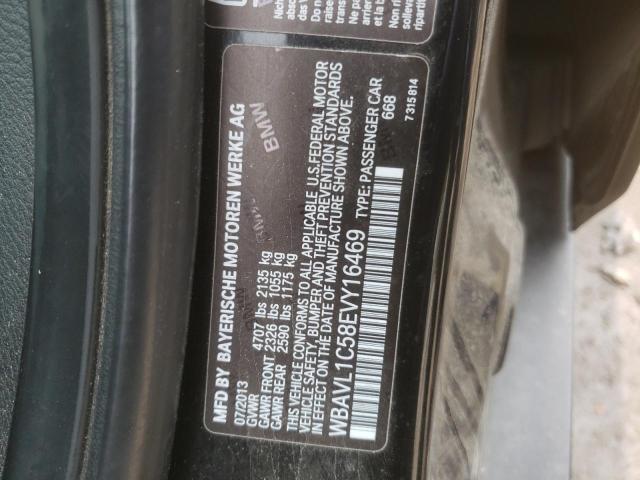 MFD BY BAYERISCHE MOTOREN WERKE AG
07/2013
GVWR 4707 lbs 2135 kg
GAWR FRONT 2326 lbs 1055 kg
GAWR REAR 2590 lbs 1175 kg
THIS VEHICLE CONFORMS TO ALL APPLICABLE U.S. FEDERAL MOTOR
VEHICLE SAFETY, BUMPER AND THEFT PREVENTION STANDARDS
IN EFFECT ON THE DATE OF MANUFACTURE SHOWN ABOVE.
WBAVL1C58EVY16469 TYPE: PASSENGER CAR
668
7 315 814
BMW